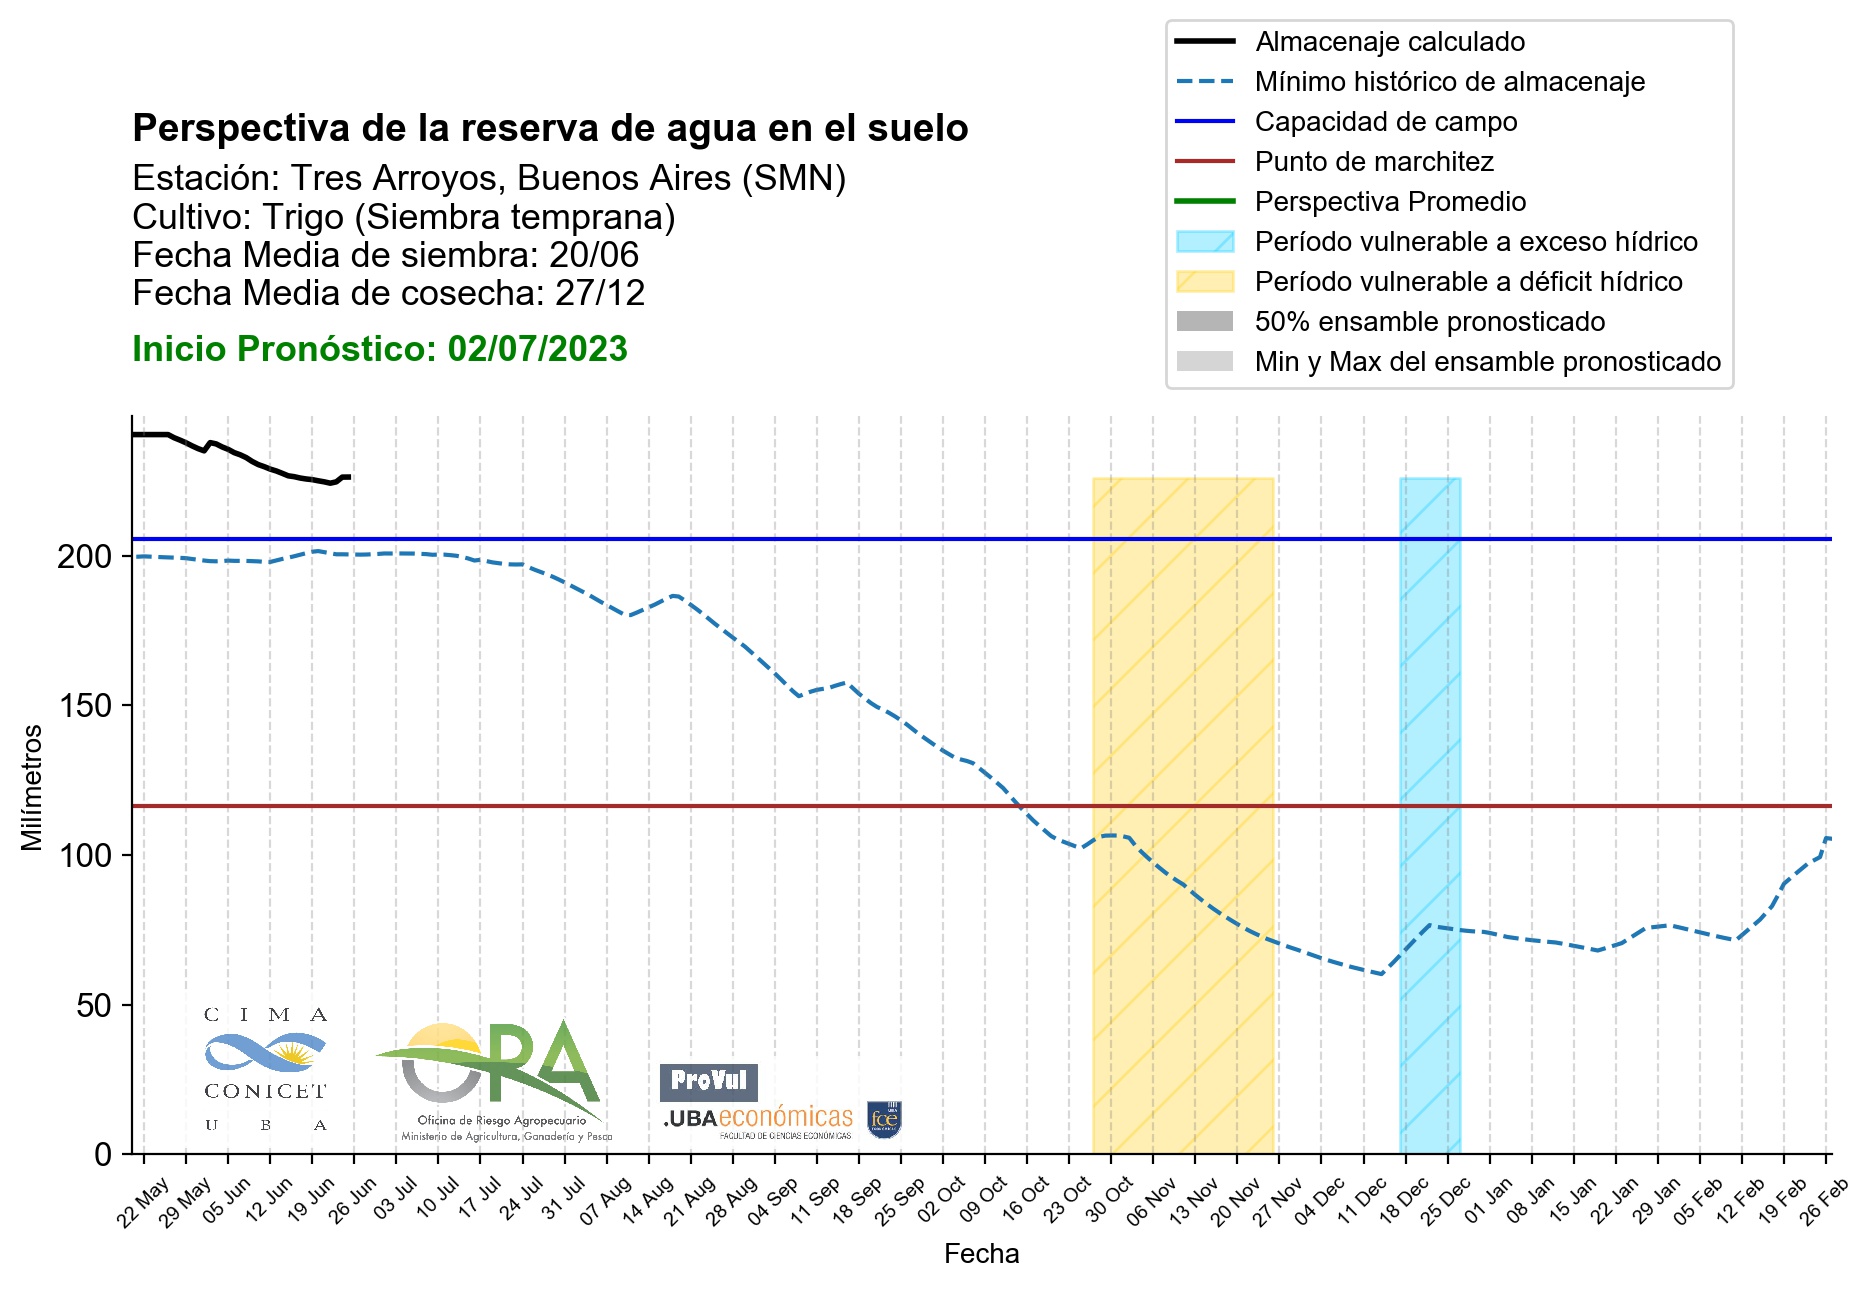 Almacenaje calculado
Mínimo histórico de almacenaje
Capacidad de campo
Punto de marchitez
Perspectiva Promedio
Período vulnerable a exceso hídrico
Período vulnerable a déficit hídrico
50% ensamble pronosticado
Min y Max del ensamble pronosticado
Perspectiva de la reserva de agua en el suelo
Estación: Tres Arroyos, Buenos Aires (SMN)
Cultivo: Trigo (Siembra temprana)
Fecha Media de siembra: 20/06
Fecha Media de cosecha: 27/12
Inicio Pronóstico: 02/07/2023
Milímetros
200
150
100
50
0
CIMA
CONICET
UBA
ORA
Oficina de Riesgo Agropecuario
Ministerio de Agricultura, Ganadería y Pesca
ProVul
.UBAeconómicas
FACULTAD DE CIENCIAS ECONÓMICAS
UBA
fce
22 May
29 May
05 Jun
12 Jun
19 Jun
26 Jun
03 Jul
10 Jul
17 Jul
24 Jul
31 Jul
07 Aug
14 Aug
21 Aug
28 Aug
04 Sep
11 Sep
18 Sep
25 Sep
02 Oct
09 Oct
16 Oct
23 Oct
30 Oct
06 Nov
13 Nov
20 Nov
27 Nov
04 Dec
11 Dec
18 Dec
25 Dec
01 Jan
08 Jan
15 Jan
22 Jan
29 Jan
05 Feb
12 Feb
19 Feb
26 Feb
Fecha